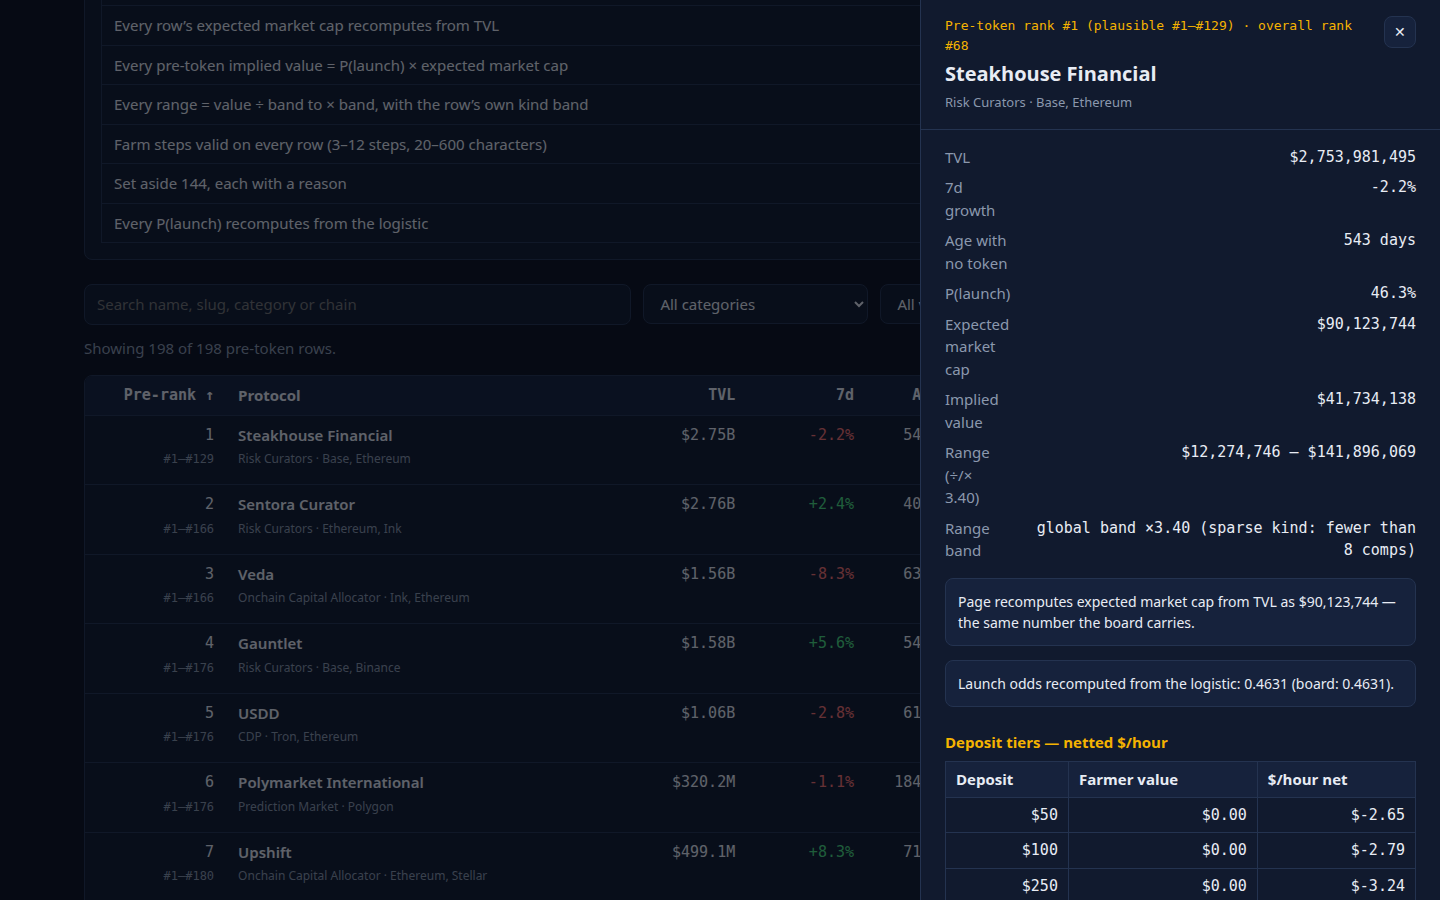 Every row's expected market cap recomputes from TVL
Every pre-token implied value = P(launch) × expected market cap
Every range = value ÷ band to × band, with the row's own kind band
Farm steps valid on every row (3–12 steps, 20–600 characters)
Set aside 144, each with a reason
Every P(launch) recomputes from the logistic
Search name, slug, category or chain
All categories
All
Showing 198 of 198 pre-token rows.
Pre-rank ↑ Protocol TVL 7d A
1 Steakhouse Financial $2.75B -2.2% 54
#1–#129 Risk Curators · Base, Ethereum
2 Sentora Curator $2.76B +2.4% 40
#1–#166 Risk Curators · Ethereum, Ink
3 Veda $1.56B -8.3% 63
#1–#166 Onchain Capital Allocator · Ink, Ethereum
4 Gauntlet $1.58B +5.6% 54
#1–#176 Risk Curators · Base, Binance
5 USDD $1.06B -2.8% 61
#1–#176 CDP · Tron, Ethereum
6 Polymarket International $320.2M -1.1% 184
#1–#176 Prediction Market · Polygon
7 Upshift $499.1M +8.3% 71
#1–#180 Onchain Capital Allocator · Ethereum, Stellar
Pre-token rank #1 (plausible #1–#129) · overall rank
#68
✕
Steakhouse Financial
Risk Curators · Base, Ethereum
TVL $2,753,981,495
7d -2.2%
growth
Age with 543 days
no token
P(launch) 46.3%
Expected $90,123,744
market
cap
Implied $41,734,138
value
Range $12,274,746 — $141,896,069
(÷/×
3.40)
Range global band ×3.40 (sparse kind: fewer than
band 8 comps)
Page recomputes expected market cap from TVL as $90,123,744 —
the same number the board carries.
Launch odds recomputed from the logistic: 0.4631 (board: 0.4631).
Deposit tiers — netted $/hour
Deposit Farmer value $/hour net
$50 $0.00 $-2.65
$100 $0.00 $-2.79
$250 $0.00 $-3.24